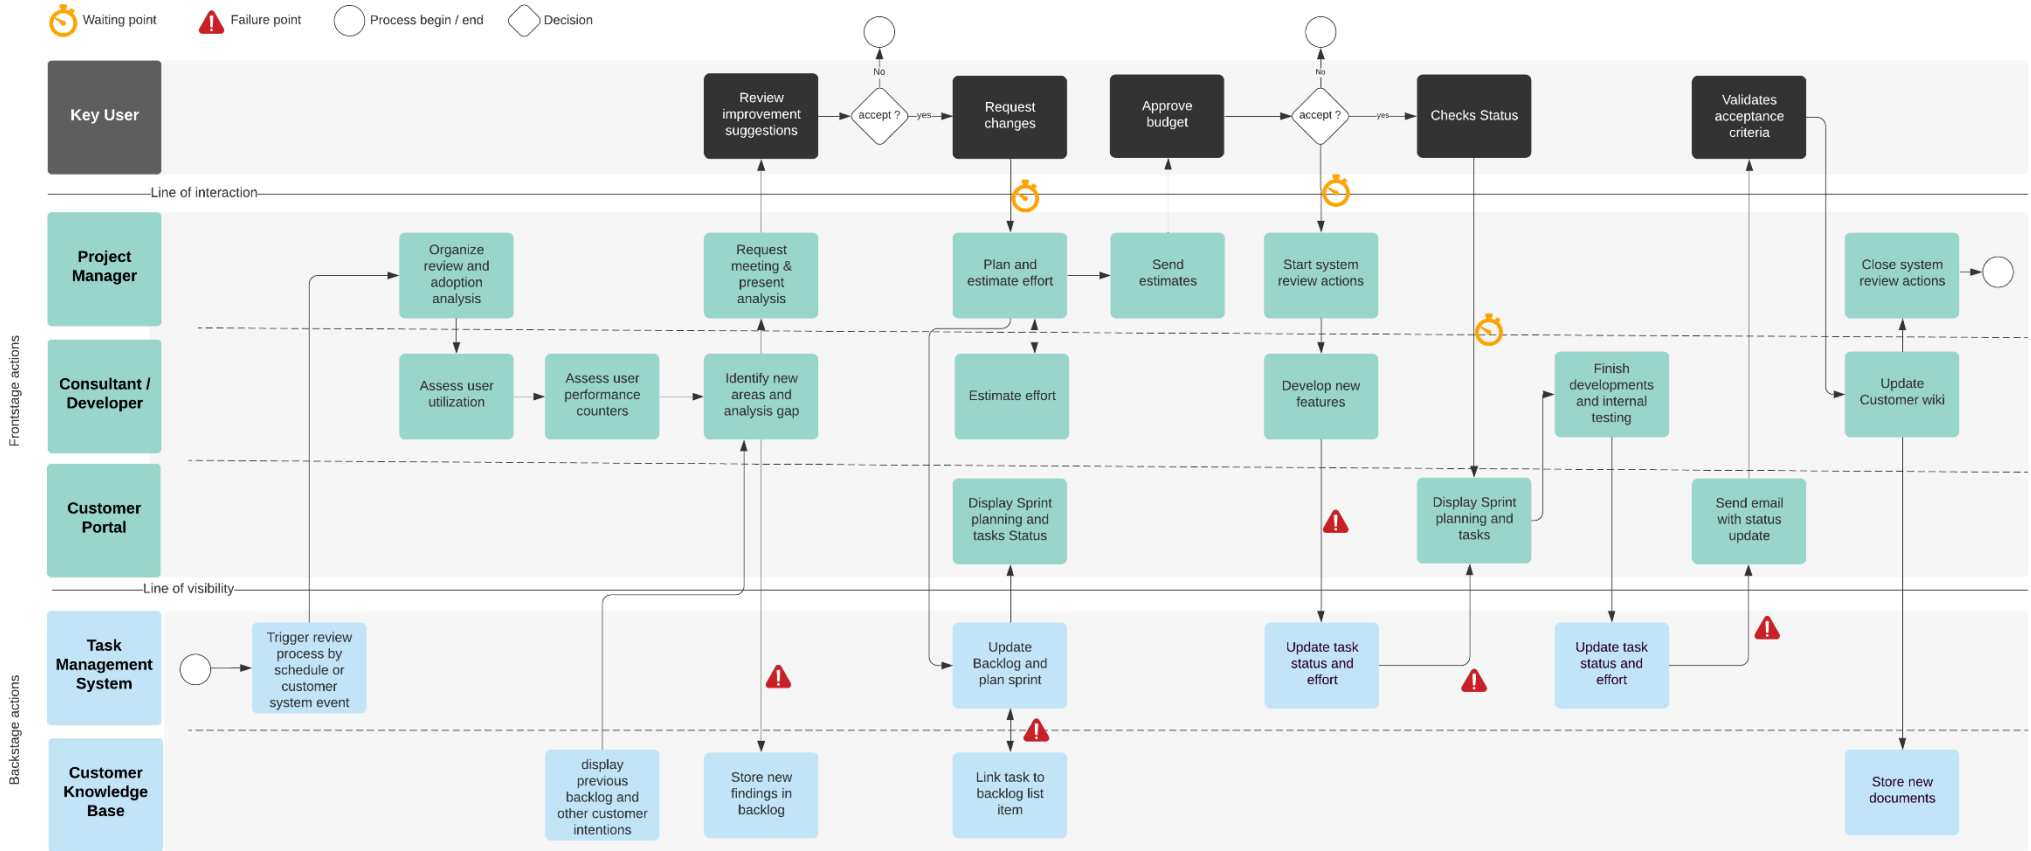 Waiting point
Failure point
Process begin / end
Decision
Key User
Review
improvement
suggestions
accept ?
No
yes
Request
changes
Approve
budget
accept ?
No
yes
Checks Status
Validates
acceptance
criteria
Line of interaction
Frontstage actions
Project
Manager
Organize
review and
adoption
analysis
Request
meeting &
present
analysis
Plan and
estimate effort
Send
estimates
Start system
review actions
Close system
review actions
Consultant /
Developer
Assess user
utilization
Assess user
performance
counters
Identify new
areas and
analysis gap
Estimate effort
Develop new
features
Finish
developments
and internal
testing
Update
Customer wiki
Customer
Portal
Display Sprint
planning and
tasks Status
Display Sprint
planning and
tasks
Send email
with status
update
Line of visibility
Backstage actions
Task
Management
System
Trigger review
process by
schedule or
customer
system event
Update
Backlog and
plan sprint
Update task
status and
effort
Update task
status and
effort
Customer
Knowledge
Base
display
previous
backlog and
other customer
intentions
Store new
findings in
backlog
Link task to
backlog list
item
Store new
documents